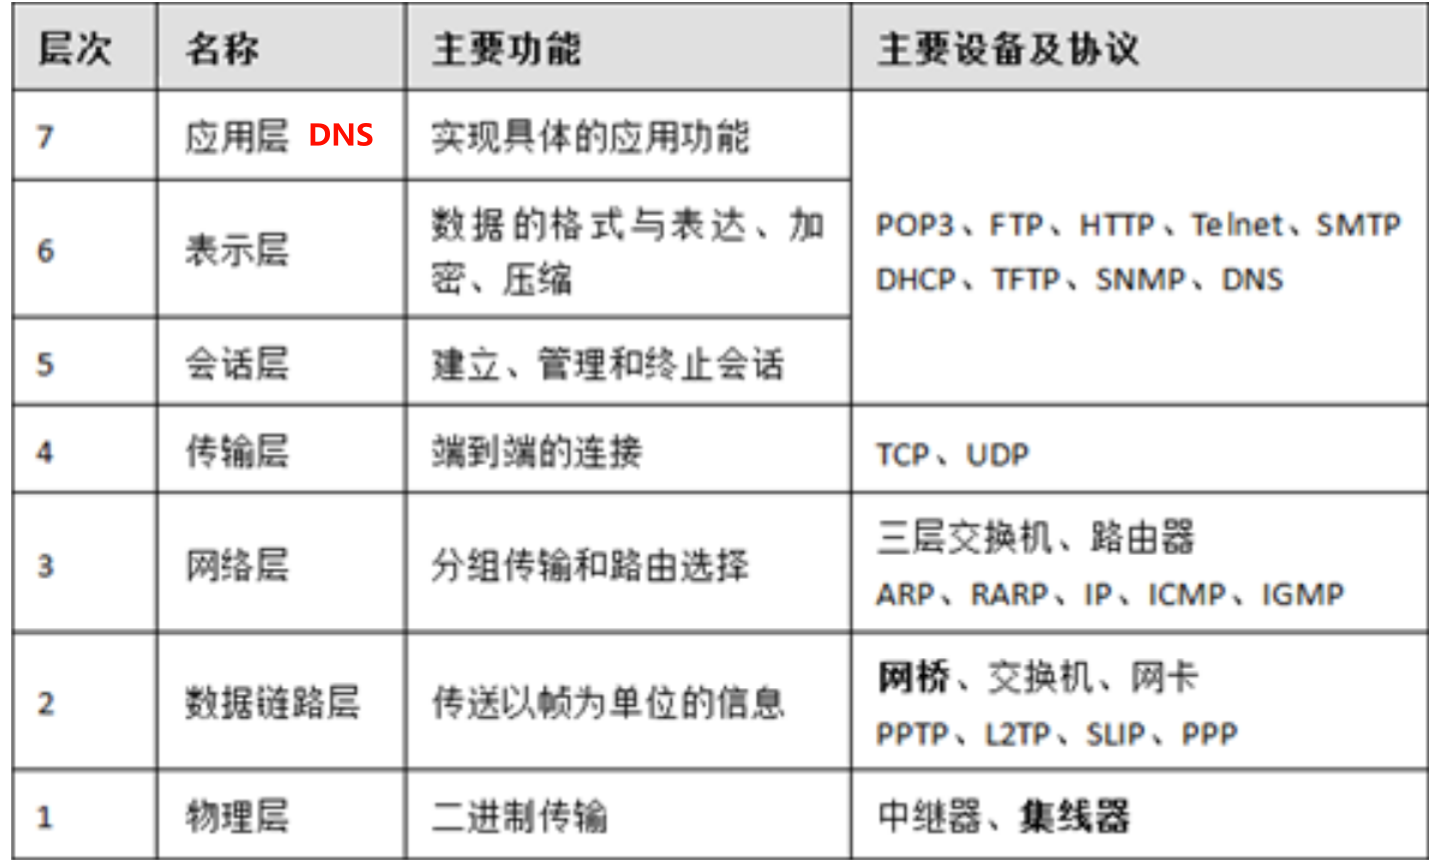 层次 名称 主要功能 主要设备及协议
7 应用层 DNS 实现具体的应用功能
6 表示层 数据的格式与表达、加
密、压缩
POP3、FTP、HTTP、Telnet、SMTP
DHCP、TFTP、SNMP、DNS
5 会话层 建立、管理和终止会话
4 传输层 端到端的连接 TCP、UDP
3 网络层 分组传输和路由选择 三层交换机、路由器
ARP、RARP、IP、ICMP、IGMP
2 数据链路层 传送以帧为单位的信息 网桥、交换机、网卡
PPTP、L2TP、SLIP、PPP
1 物理层 二进制传输 中继器、集线器